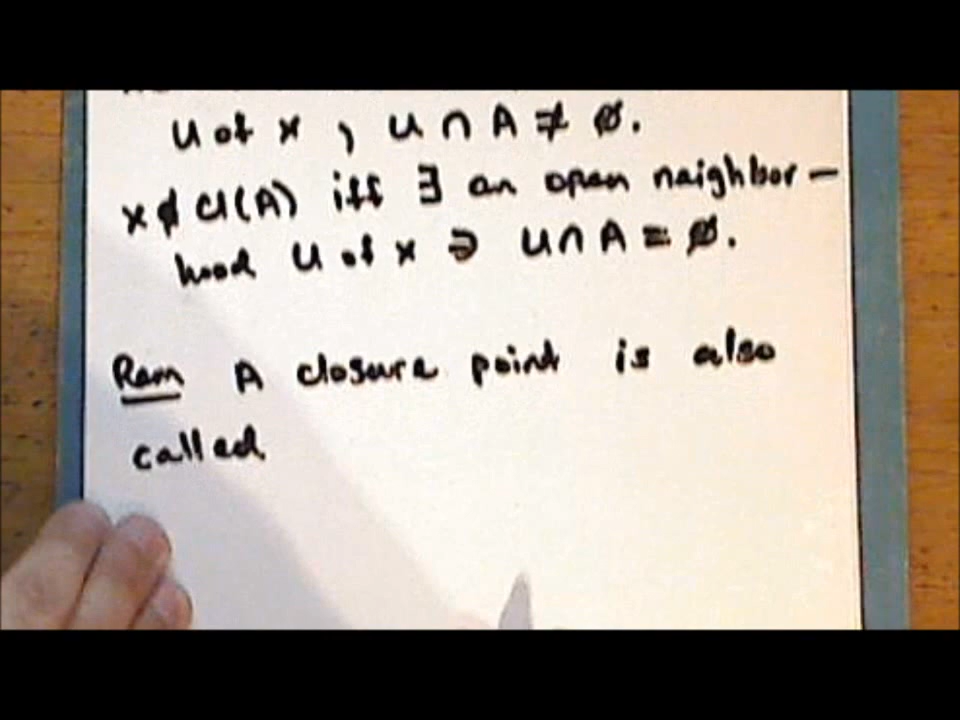 U of x, U ∩ A ≠ ∅.
x ∉ Cl(A) iff ∃ an open neighbor-
hood U of x ∋ U ∩ A = ∅.
Rem A closure point is also
called